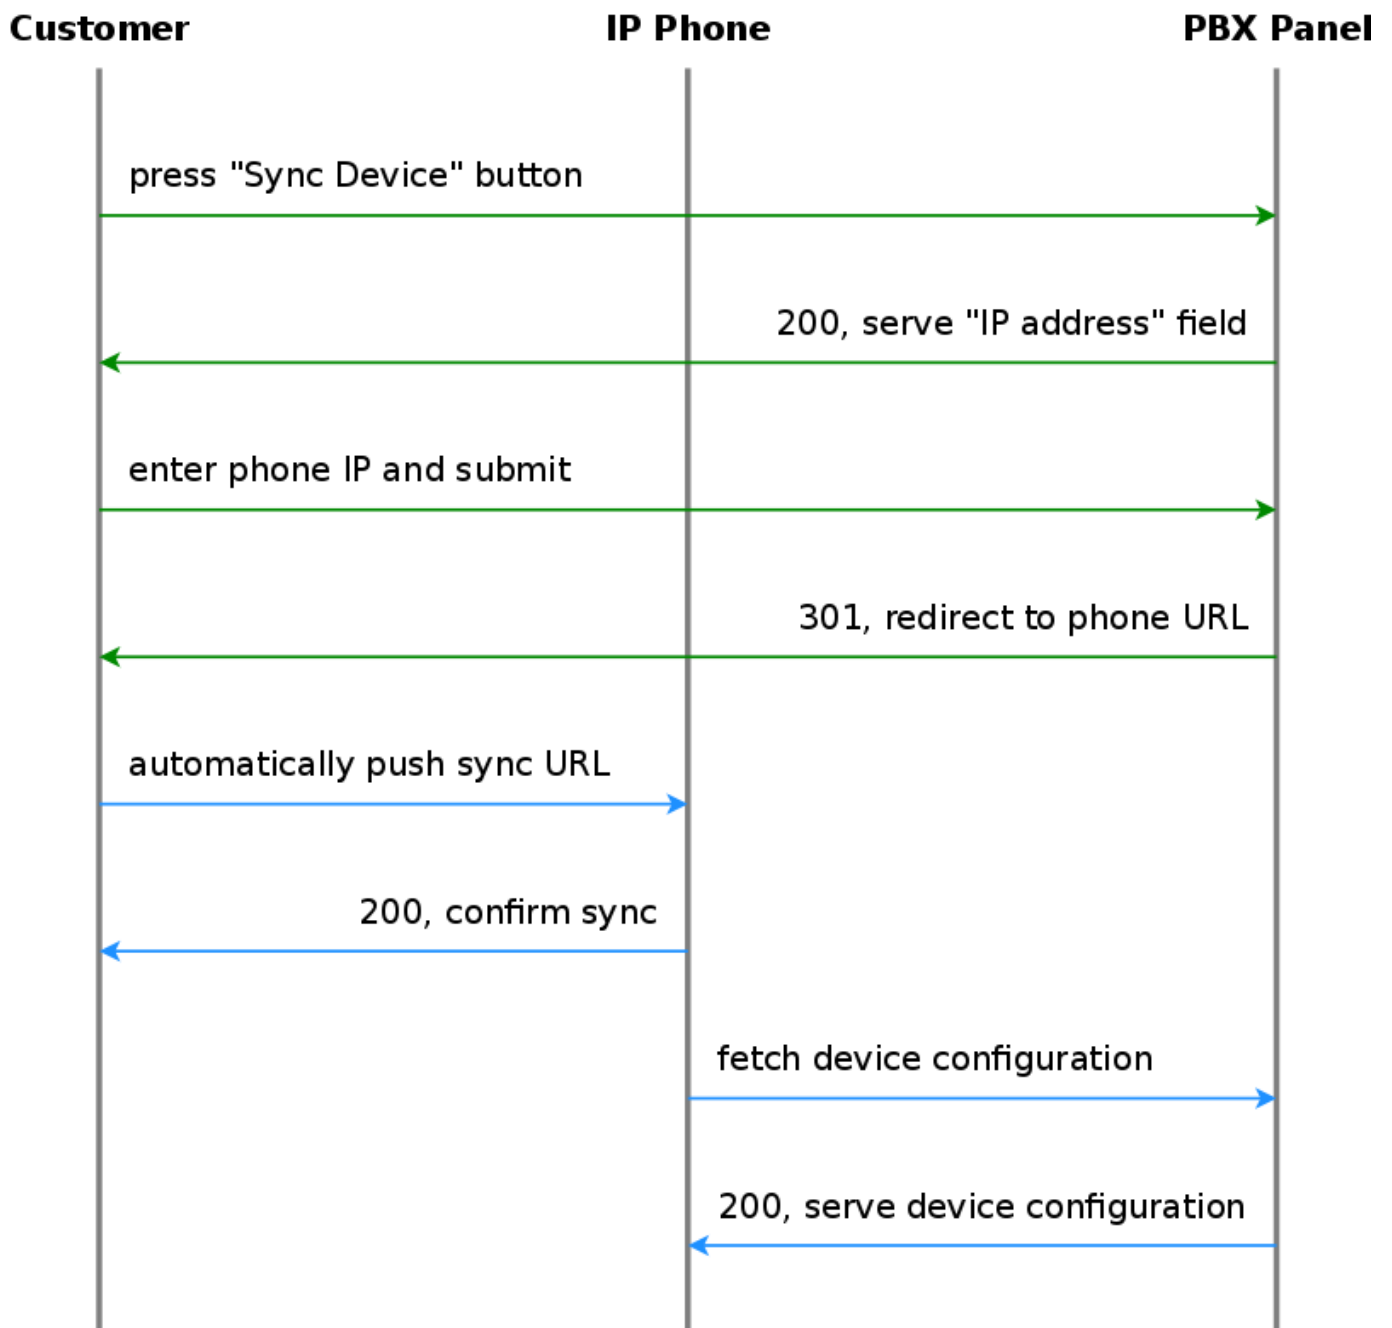 Customer IP Phone PBX Panel
press "Sync Device" button
200, serve "IP address" field
enter phone IP and submit
301, redirect to phone URL
automatically push sync URL
200, confirm sync
fetch device configuration
200, serve device configuration